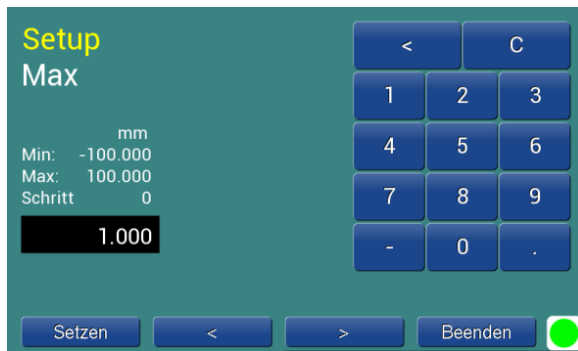 Setup
Max
mm
Min: -100.000
Max: 100.000
Schritt 0
1.000
< C
1 2 3
4 5 6
7 8 9
- 0 .
Setzen < > Beenden